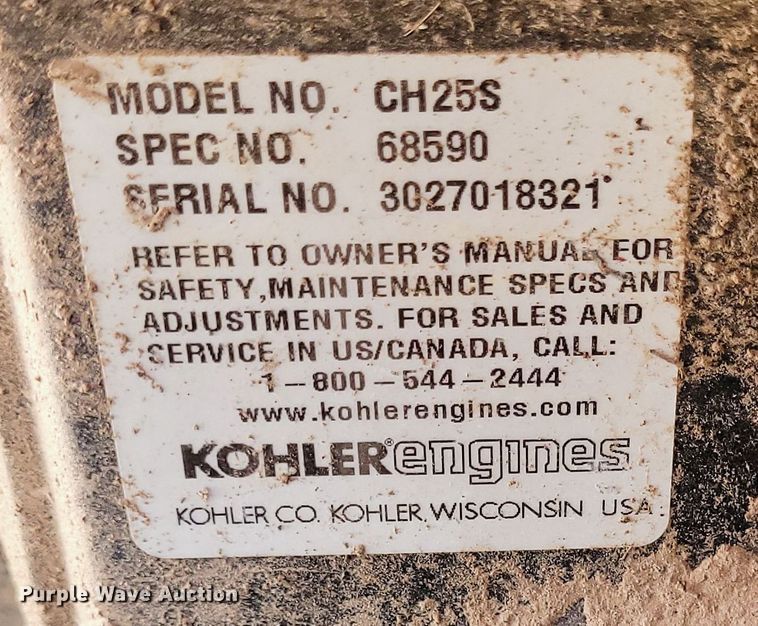 MODEL NO. CH25S
SPEC NO. 68590
SERIAL NO. 3027018321
REFER TO OWNER'S MANUAL FOR
SAFETY,MAINTENANCE SPECS AND
ADJUSTMENTS. FOR SALES AND
SERVICE IN US/CANADA, CALL:
1-800-544-2444
www.kohlerengines.com
KOHLER® engines
KOHLER CO. KOHLER, WISCONSIN USA
Purple Wave Auction